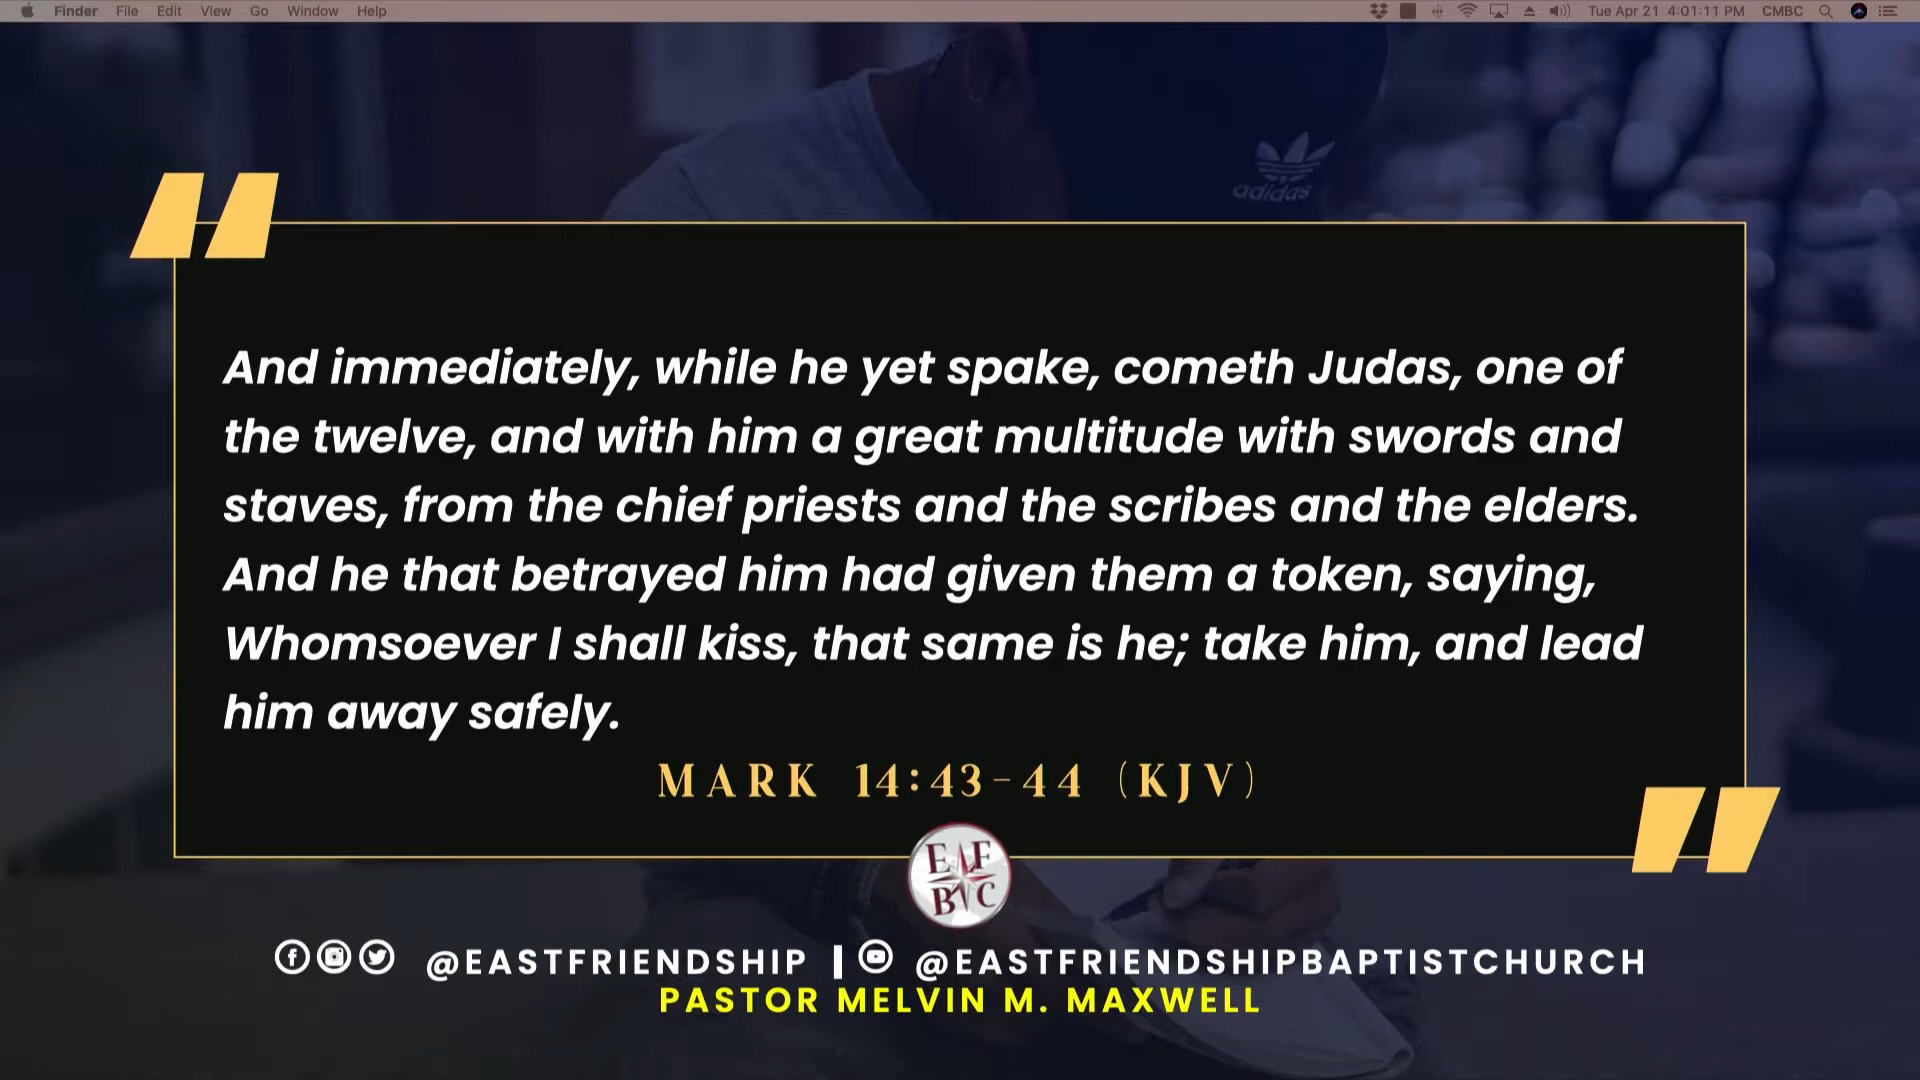 Finder File Edit View Go Window Help Tue Apr 21 4:01:11 PM CMBC
adidas
And immediately, while he yet spake, cometh Judas, one of
the twelve, and with him a great multitude with swords and
staves, from the chief priests and the scribes and the elders.
And he that betrayed him had given them a token, saying,
Whomsoever I shall kiss, that same is he; take him, and lead
him away safely.
MARK 14:43-44 (KJV)
E F
B C
@EASTFRIENDSHIP | @EASTFRIENDSHIPBAPTISTCHURCH
PASTOR MELVIN M. MAXWELL